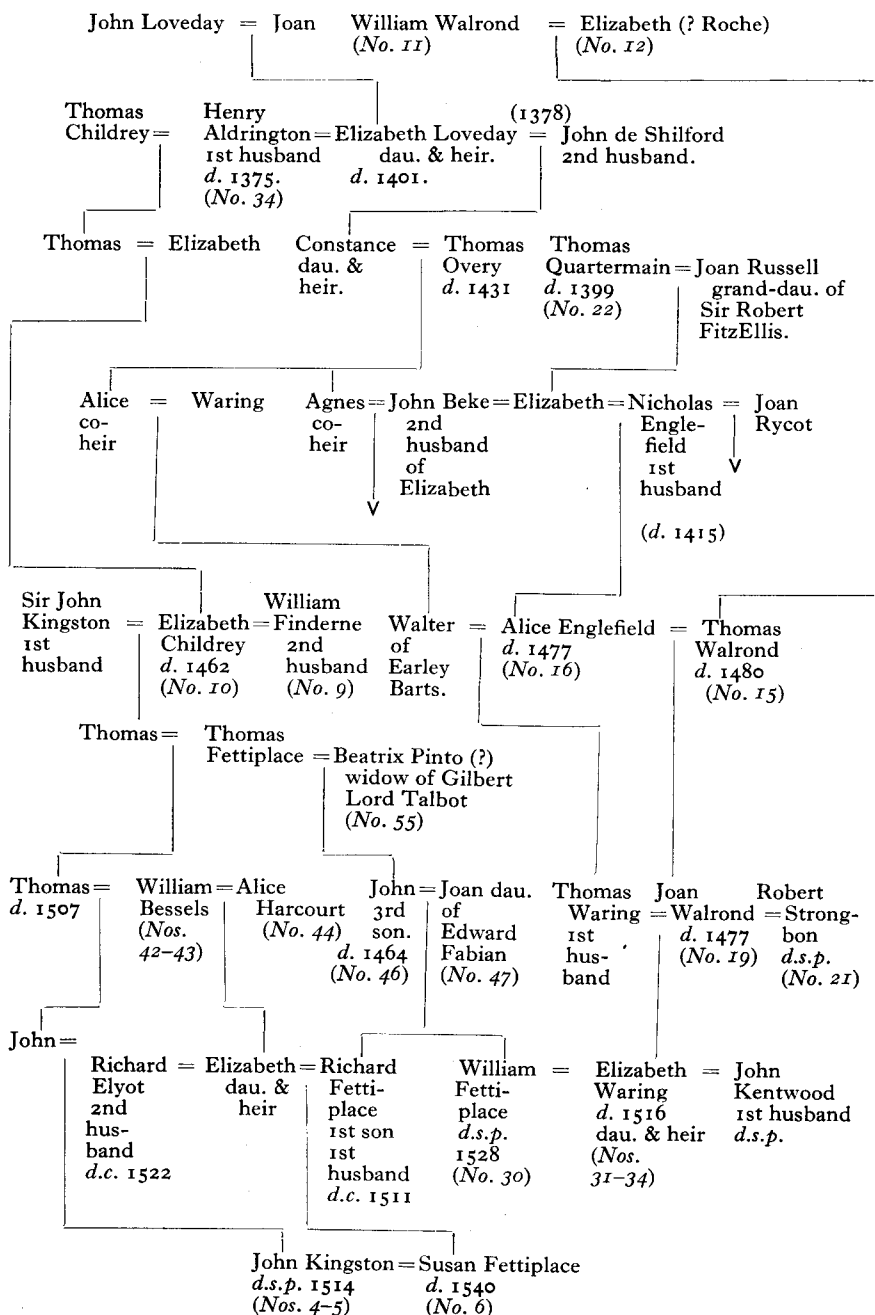 John Loveday = Joan William Walrond = Elizabeth (? Roche)
(No. 11) (No. 12)
Thomas Henry (1378)
Childrey= Aldrington=Elizabeth Loveday = John de Shilford
1st husband dau. & heir. 2nd husband.
d. 1375. d. 1401.
(No. 34)
Thomas = Elizabeth Constance = Thomas Thomas
dau. & Overy Quartermain=Joan Russell
heir. d. 1431 d. 1399 grand-dau. of
(No. 22) Sir Robert
FitzEllis.
Alice = Waring Agnes=John Beke=Elizabeth=Nicholas = Joan
co- co- 2nd Engle- Rycot
heir heir husband field
of 1st
Elizabeth husband
(d. 1415)
Sir John William
Kingston = Elizabeth=Finderne Walter = Alice Englefield = Thomas
1st Childrey 2nd of d. 1477 Walrond
husband d. 1462 husband Earley (No. 16) d. 1480
(No. 10) (No. 9) Barts. (No. 15)
Thomas= Thomas
Fettiplace =Beatrix Pinto (?)
widow of Gilbert
Lord Talbot
(No. 55)
Thomas= William=Alice John=Joan dau. Thomas Joan Robert
d. 1507 Bessels Harcourt 3rd of Waring =Walrond=Strong-
(Nos. (No. 44) son. Edward 1st d. 1477 bon
42-43) d. 1464 Fabian hus- (No. 19) d.s.p.
(No. 46) (No. 47) band (No. 21)
John=
Richard = Elizabeth=Richard William = Elizabeth = John
Elyot dau. & Fetti- Fetti- Waring Kentwood
2nd heir place place d. 1516 1st husband
hus- 1st son d.s.p. dau. & heir d.s.p.
band 1st 1528 (Nos.
d.c. 1522 husband (No. 30) 31-34)
d.c. 1511
John Kingston=Susan Fettiplace
d.s.p. 1514 d. 1540
(Nos. 4-5) (No. 6)